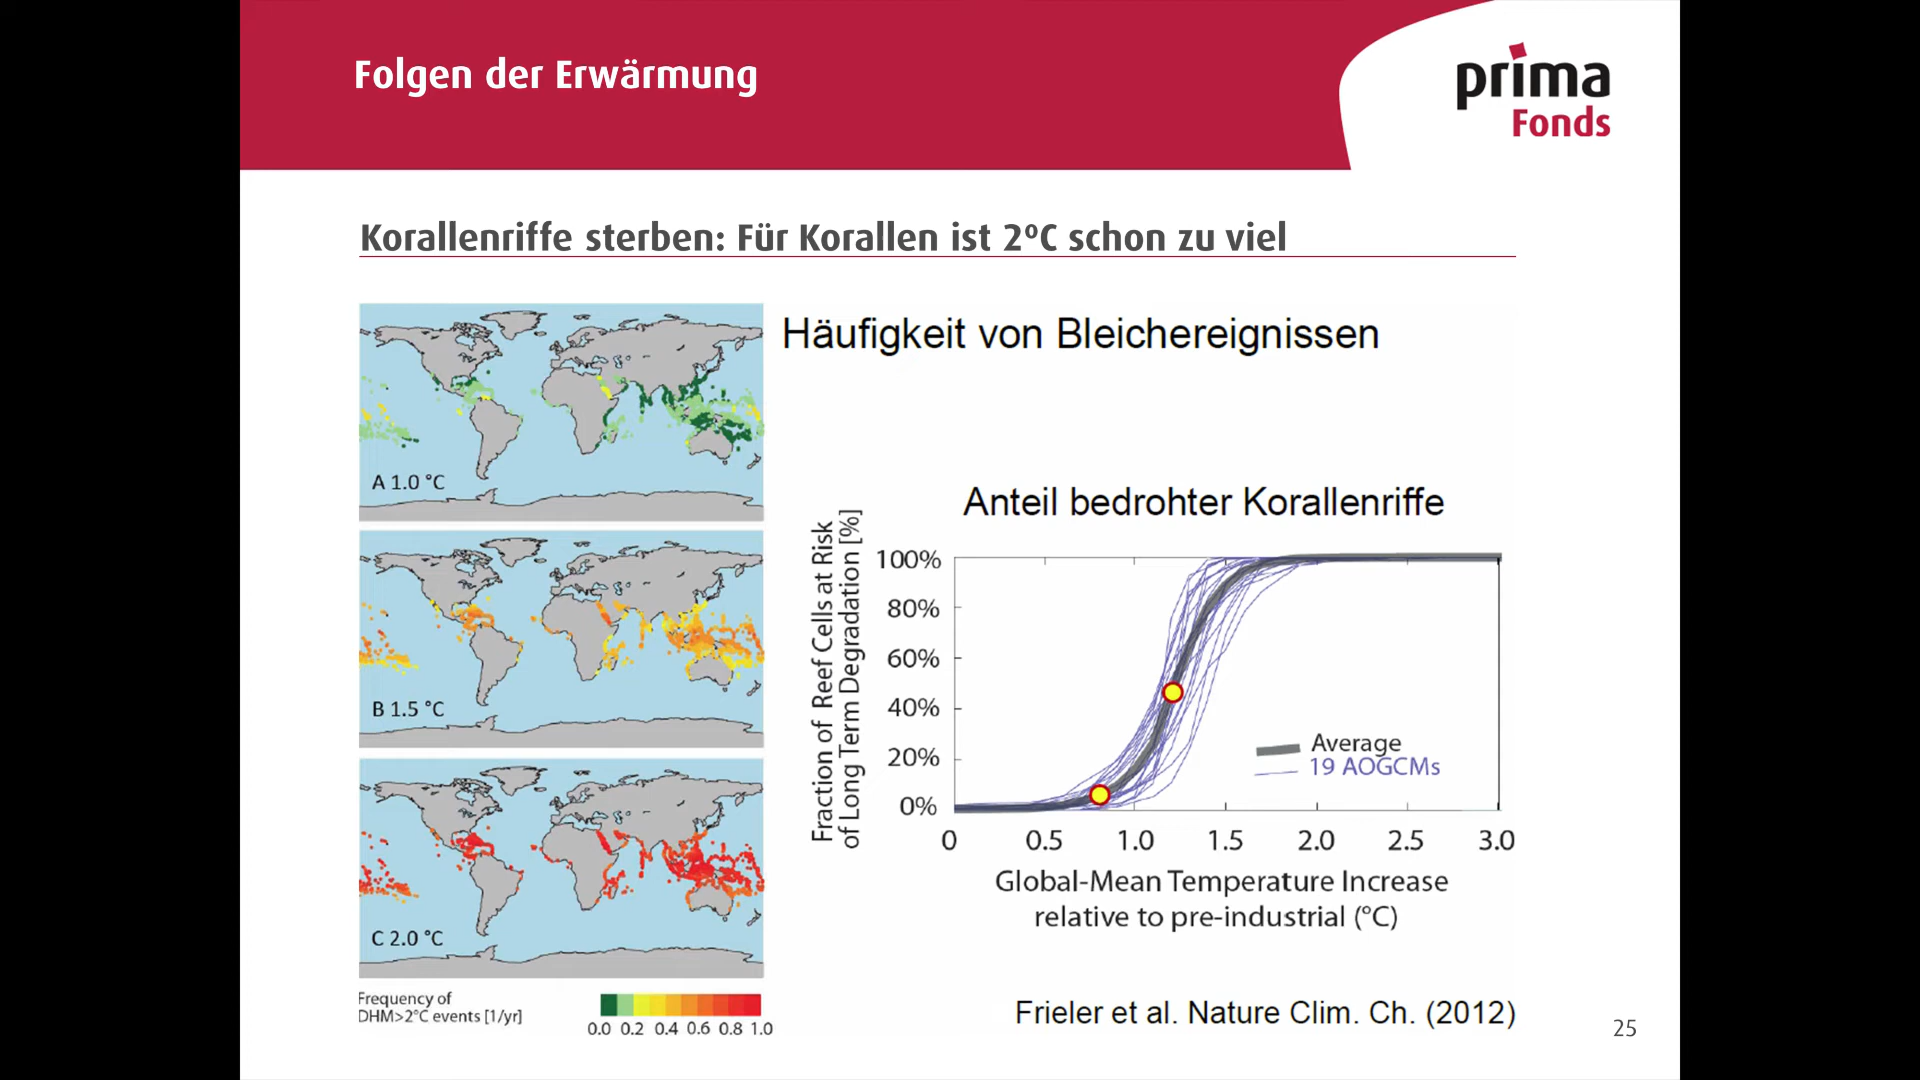 Folgen der Erwärmung
prima
Fonds
Korallenriffe sterben: Für Korallen ist 2°C schon zu viel
Häufigkeit von Bleichereignissen
A 1.0 °C
B 1.5 °C
C 2.0 °C
Frequency of
DHM>2°C events [1/yr]
0.0 0.2 0.4 0.6 0.8 1.0
Anteil bedrohter Korallenriffe
Fraction of Reef Cells at Risk
of Long Term Degradation [%]
100%
80%
60%
40%
20%
0%
Average
19 AOGCMs
0 0.5 1.0 1.5 2.0 2.5 3.0
Global-Mean Temperature Increase
relative to pre-industrial (°C)
Frieler et al. Nature Clim. Ch. (2012)
25